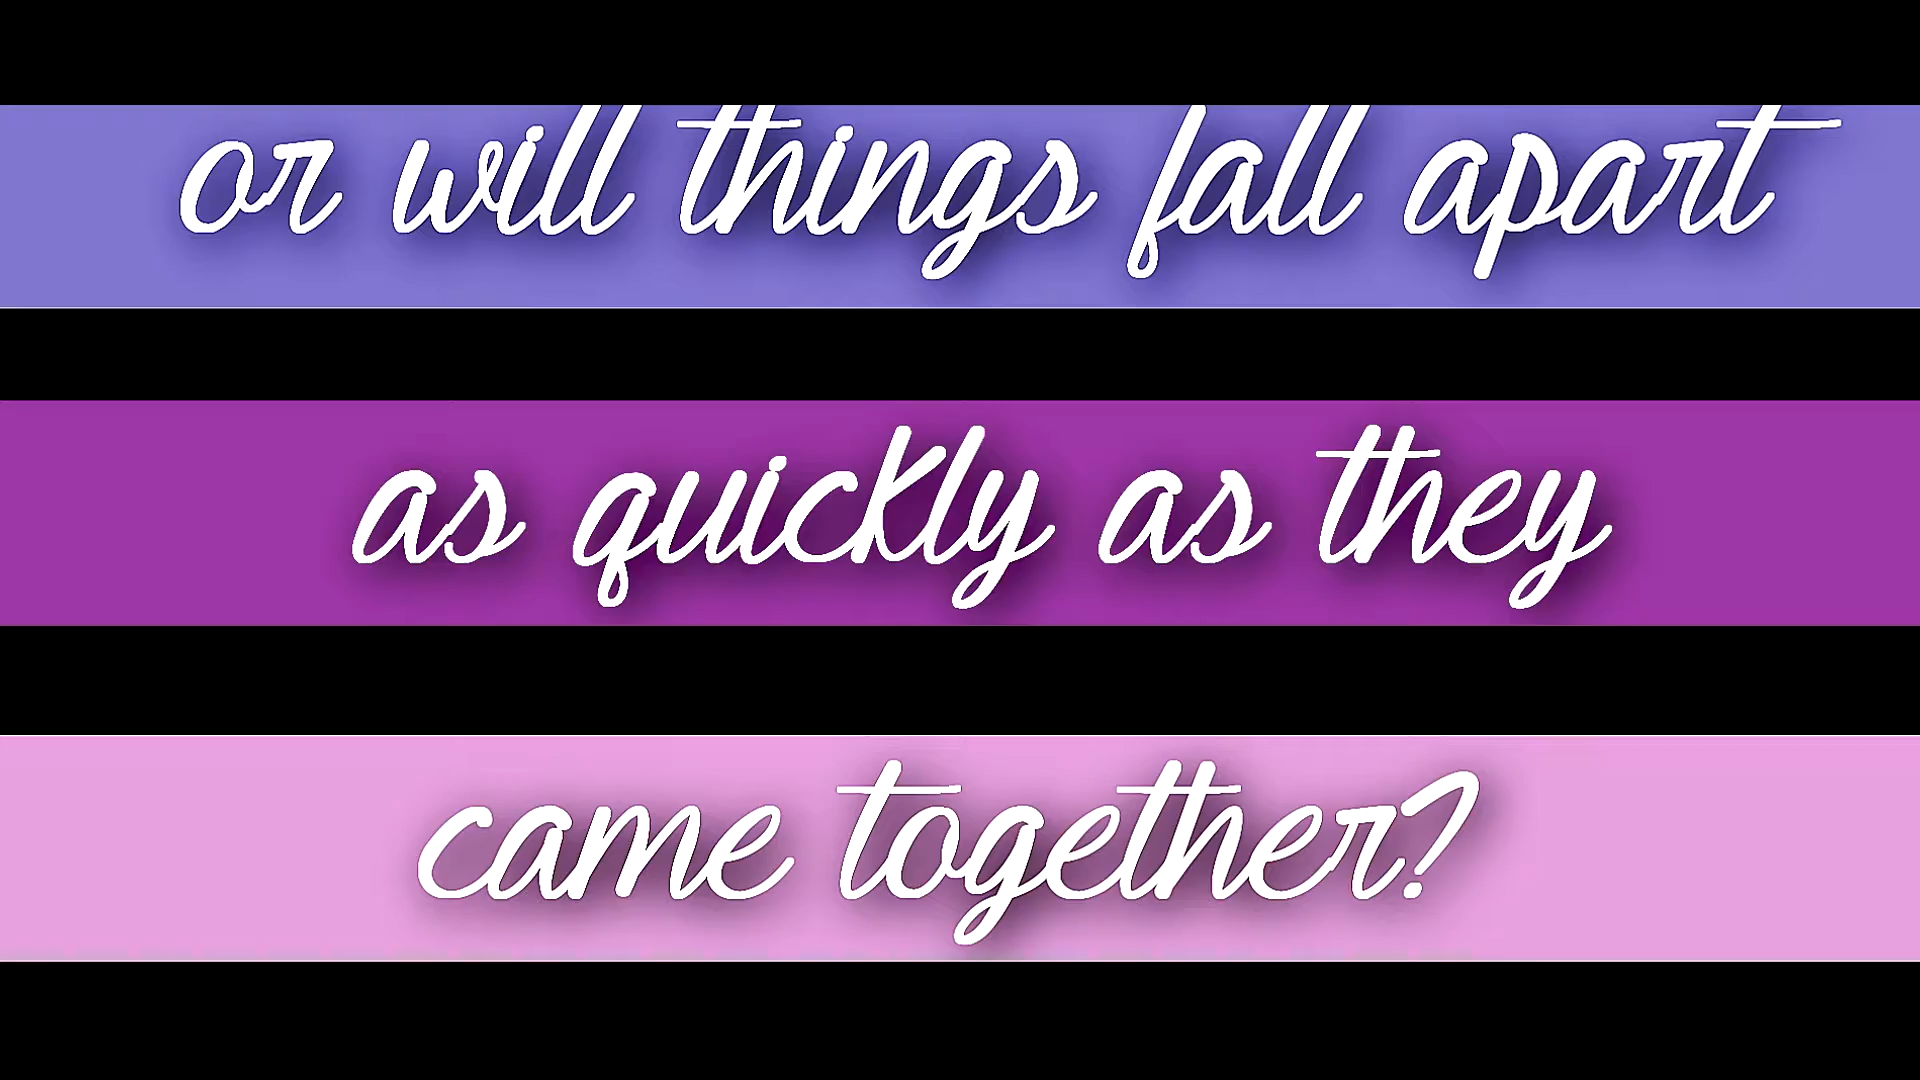 or will things fall apart
as quickly as they
came together?